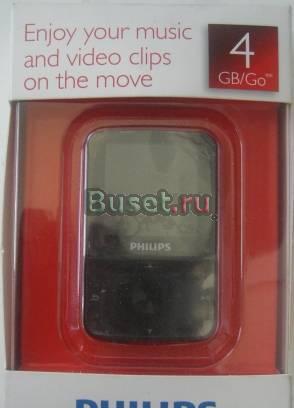 Enjoy your music
and video clips
on the move
4
GB/Go
Buset.ru
PHILIPS
PHILIPS